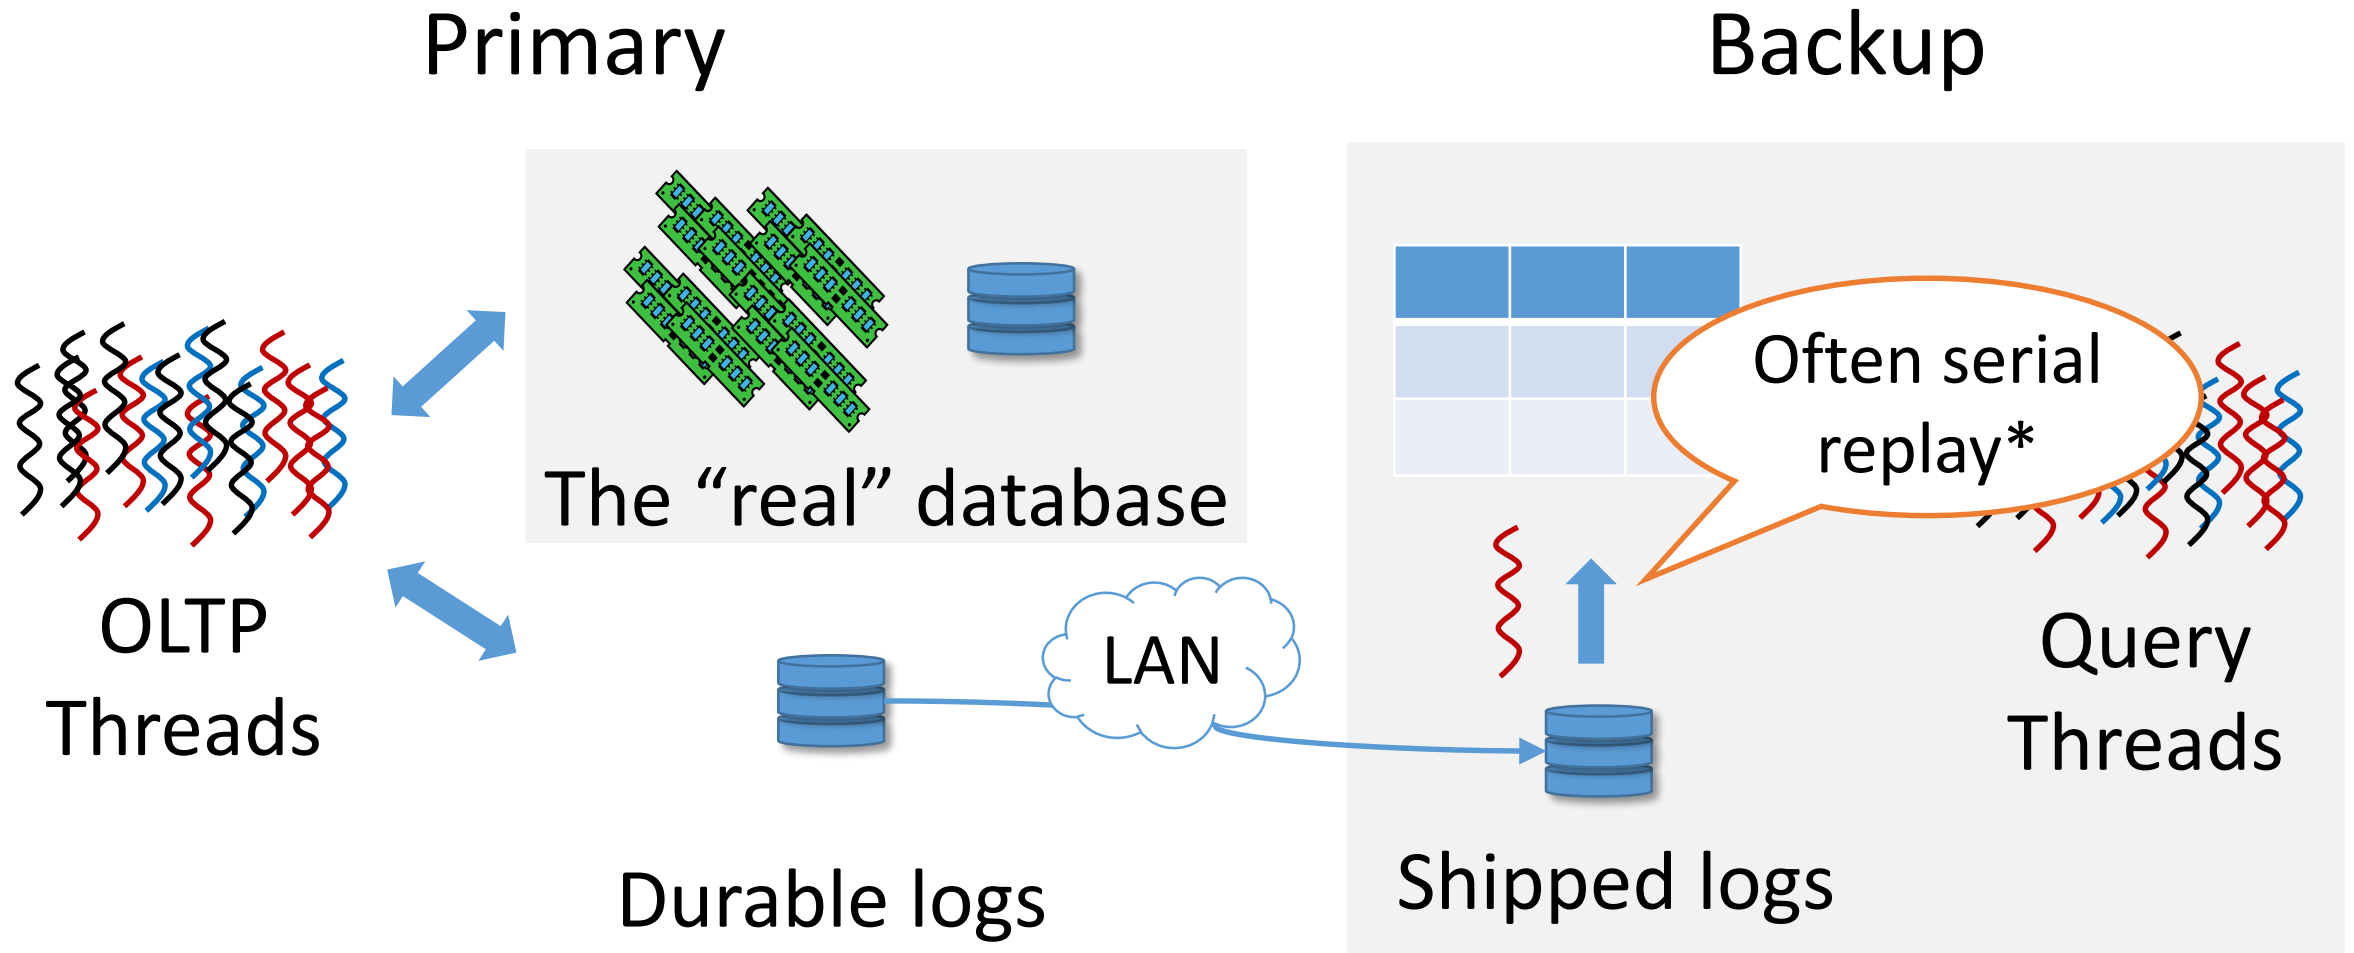 Primary
Backup
The “real” database
Often serial
replay*
OLTP
Threads
LAN
Query
Threads
Durable logs
Shipped logs